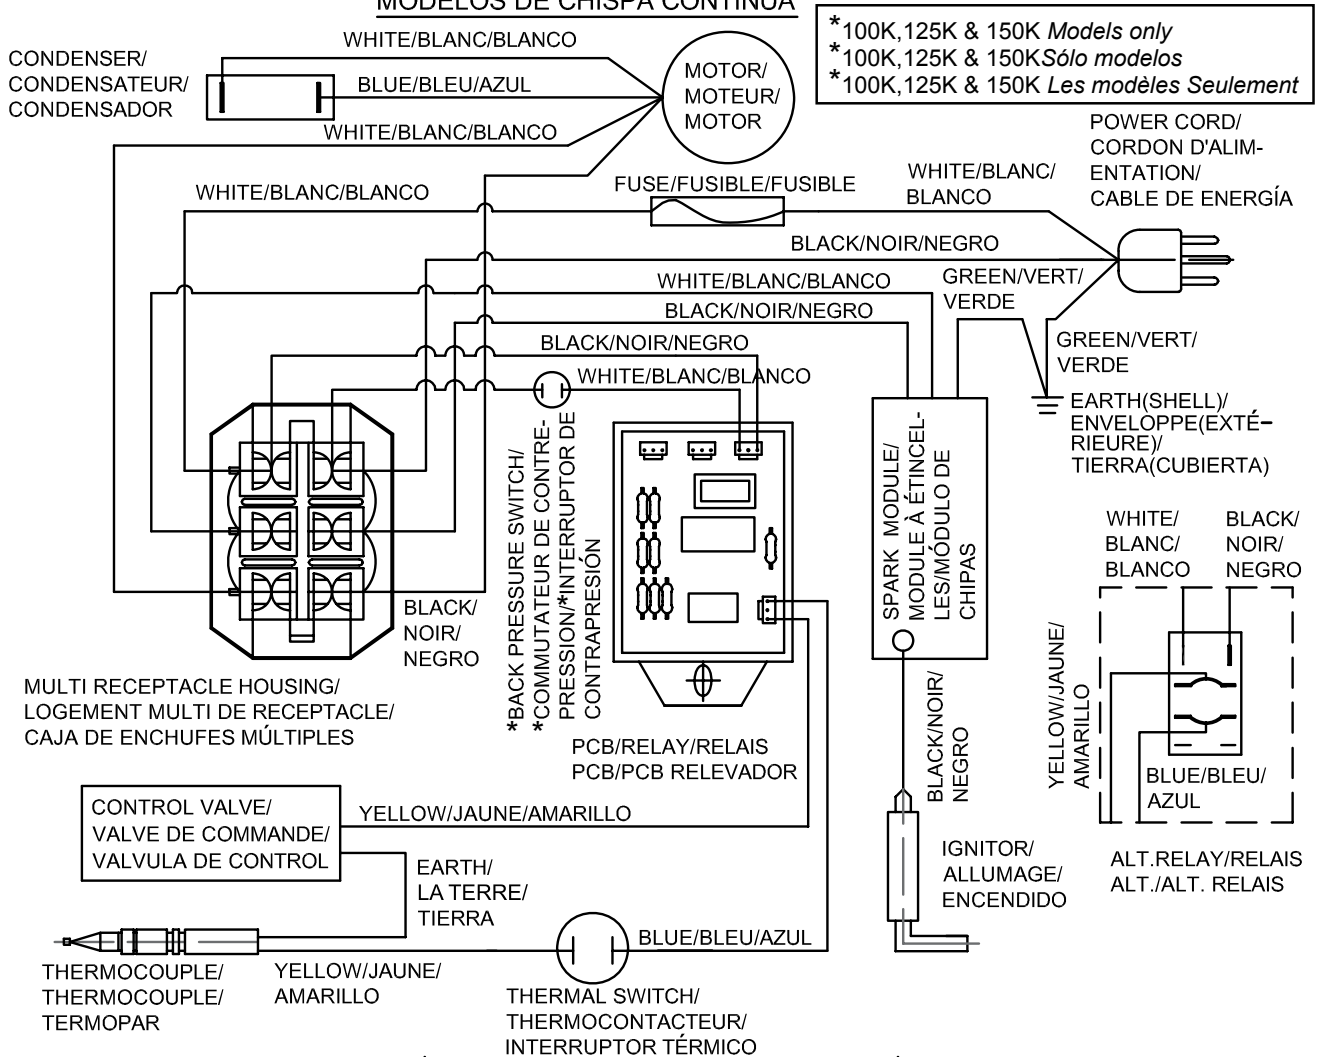 MODELOS DE CHISPA CONTINUA
*100K,125K & 150K Models only
*100K,125K & 150KSólo modelos
*100K,125K & 150K Les modèles Seulement
CONDENSER/
CONDENSATEUR/
CONDENSADOR
WHITE/BLANC/BLANCO
BLUE/BLEU/AZUL
WHITE/BLANC/BLANCO
MOTOR/
MOTEUR/
MOTOR
POWER CORD/
CORDON D'ALIM-
ENTATION/
CABLE DE ENERGÍA
WHITE/BLANC/BLANCO
FUSE/FUSIBLE/FUSIBLE
WHITE/BLANC/
BLANCO
BLACK/NOIR/NEGRO
WHITE/BLANC/BLANCO
GREEN/VERT/
VERDE
BLACK/NOIR/NEGRO
BLACK/NOIR/NEGRO
GREEN/VERT/
VERDE
WHITE/BLANC/BLANCO
EARTH(SHELL)/
ENVELOPPE(EXTÉ-
RIEURE)/
TIERRA(CUBIERTA)
*BACK PRESSURE SWITCH/
*COMMUTATEUR DE CONTRE-
PRESSION/*INTERRUPTOR DE
CONTRAPRESIÓN
SPARK MODULE/
MODULE À ÉTINCEL-
LES/MÓDULO DE
CHIPAS
WHITE/
BLANC/
BLANCO
BLACK/
NOIR/
NEGRO
BLACK/
NOIR/
NEGRO
YELLOW/JAUNE/
AMARILLO
MULTI RECEPTACLE HOUSING/
LOGEMENT MULTI DE RECEPTACLE/
CAJA DE ENCHUFES MÚLTIPLES
PCB/RELAY/RELAIS
PCB/PCB RELEVADOR
BLACK/NOIR/
NEGRO
BLUE/BLEU/
AZUL
CONTROL VALVE/
VALVE DE COMMANDE/
VALVULA DE CONTROL
YELLOW/JAUNE/AMARILLO
EARTH/
LA TERRE/
TIERRA
IGNITOR/
ALLUMAGE/
ENCENDIDO
ALT.RELAY/RELAIS
ALT./ALT. RELAIS
BLUE/BLEU/AZUL
THERMOCOUPLE/
THERMOCOUPLE/
TERMOPAR
YELLOW/JAUNE/
AMARILLO
THERMAL SWITCH/
THERMOCONTACTEUR/
INTERRUPTOR TÉRMICO